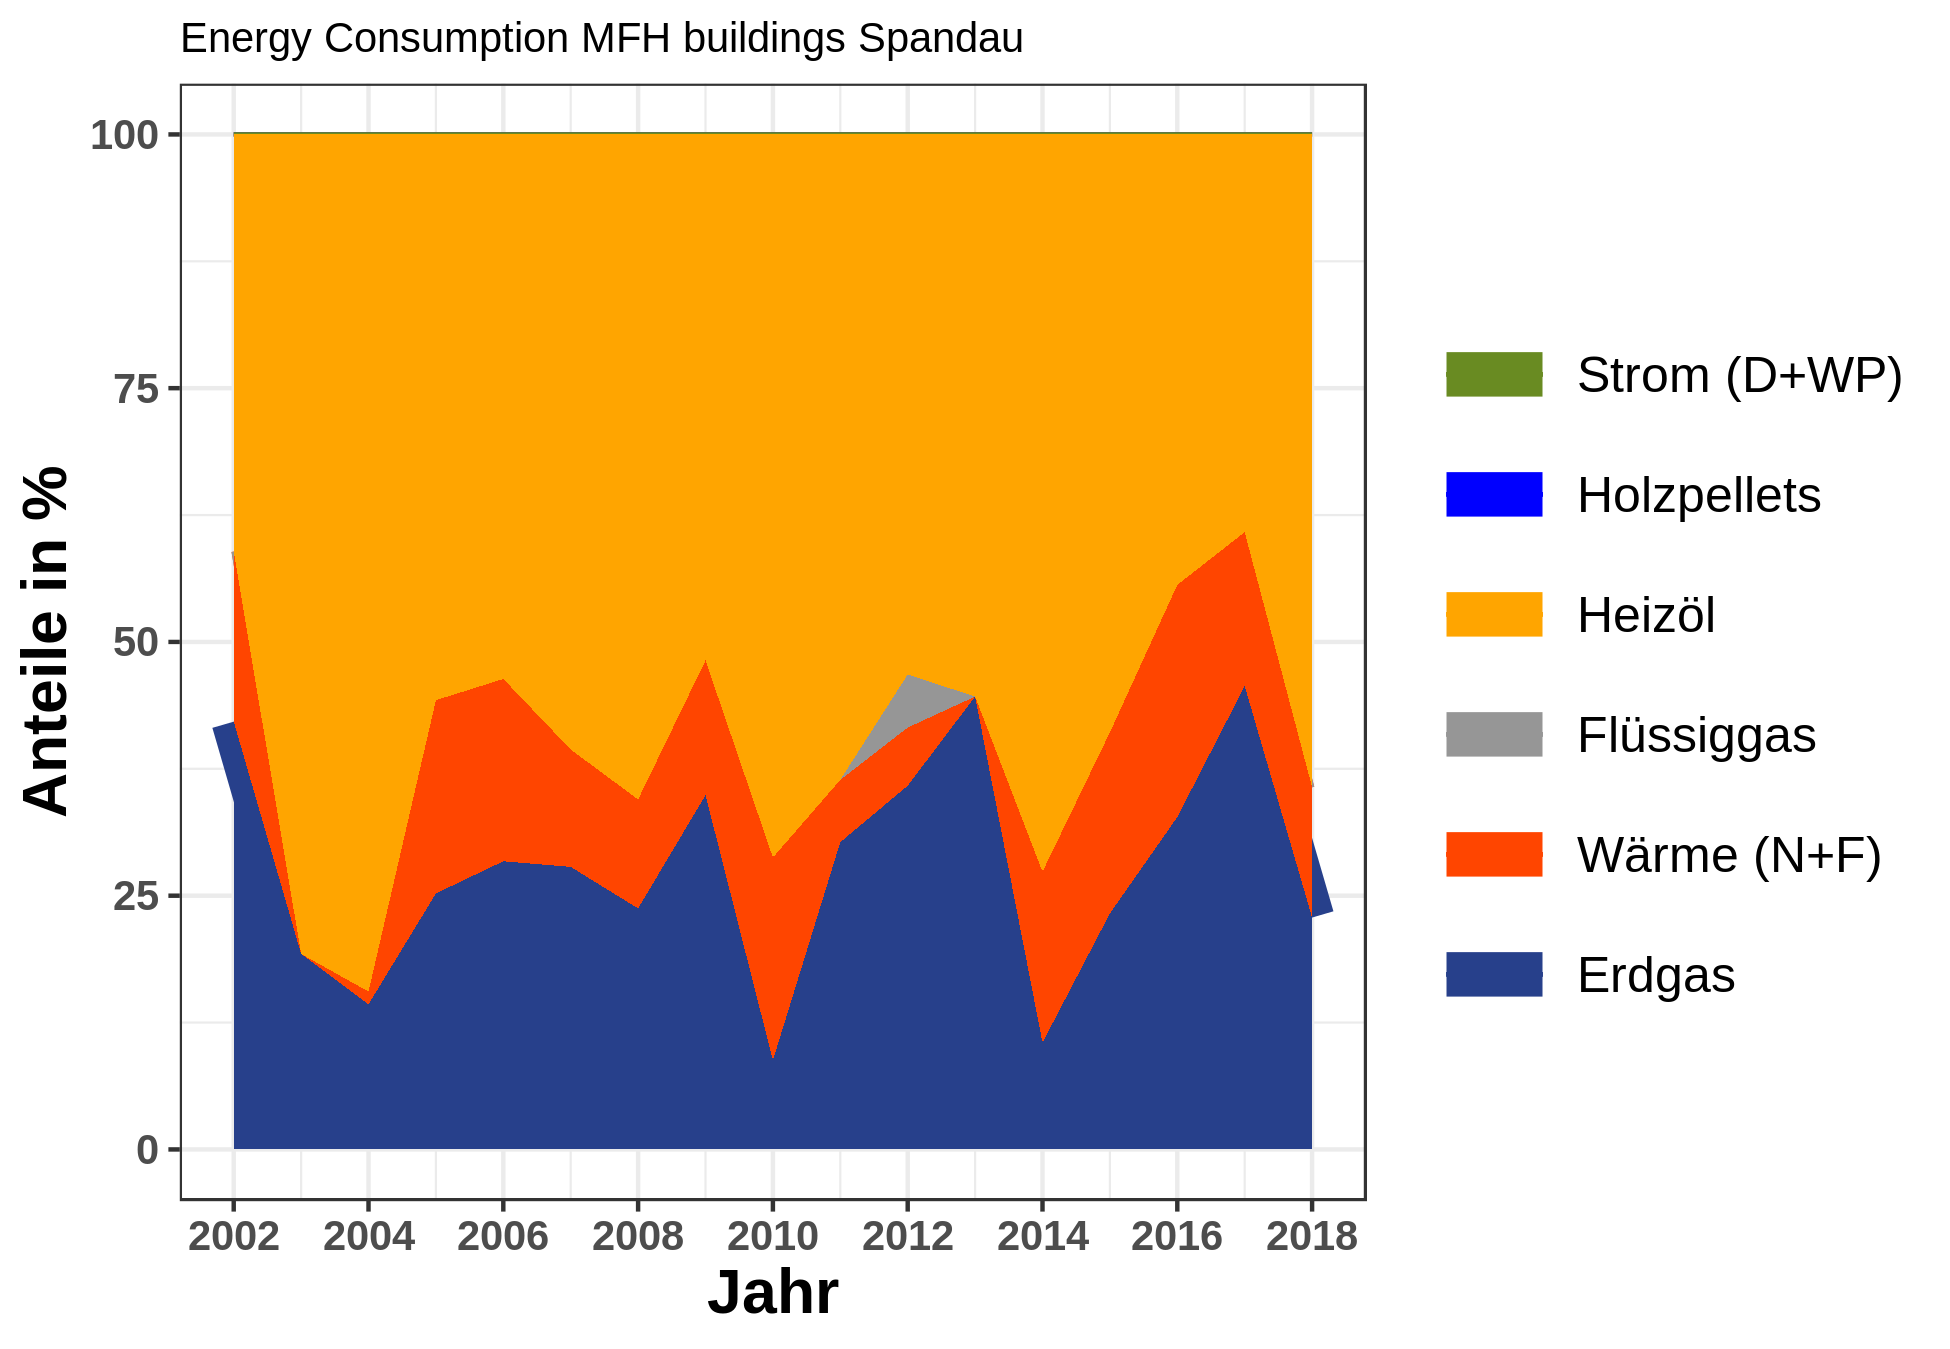 Energy Consumption MFH buildings Spandau
Anteile in %
100
75
50
25
0
2002 2004 2006 2008 2010 2012 2014 2016 2018
Jahr
Strom (D+WP)
Holzpellets
Heizöl
Flüssiggas
Wärme (N+F)
Erdgas